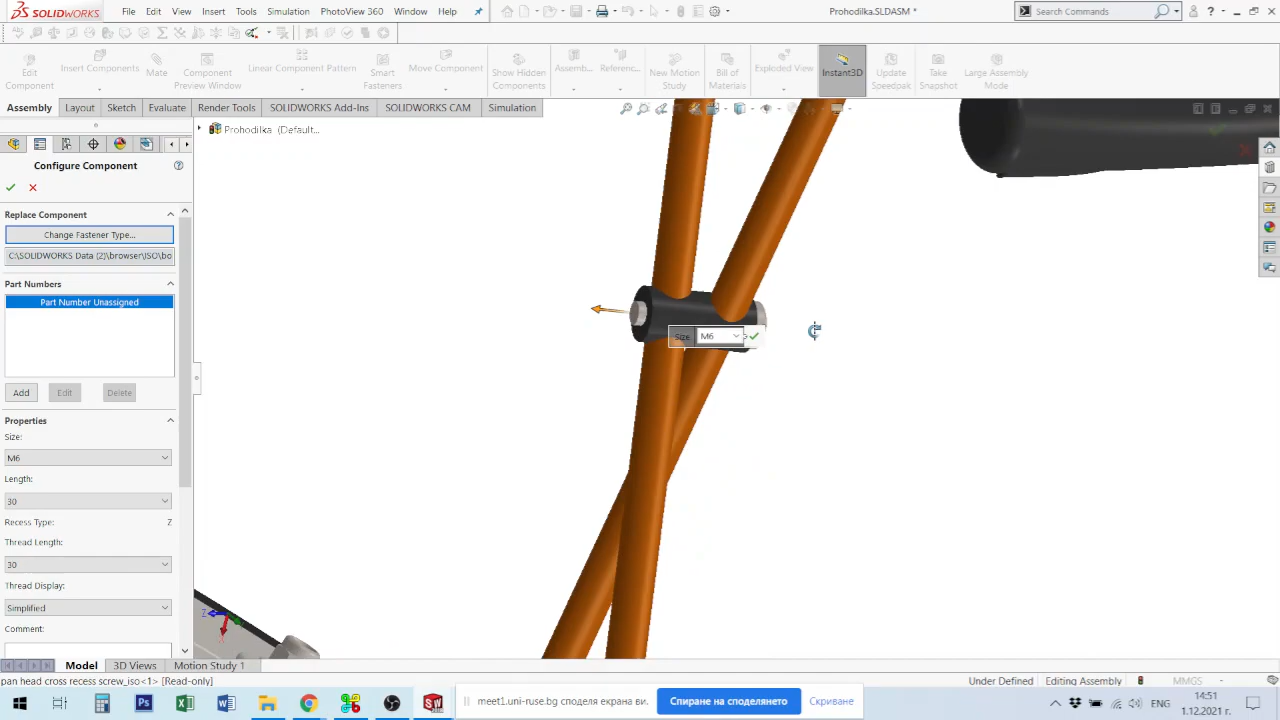 SOLIDWORKS
File Edit View Insert Tools Simulation PhotoView 360 Window Help
Prohodilka.SLDASM *
Search Commands
Edit Component
Insert Components
Mate
Component Preview Window
Linear Component Pattern
Smart Fasteners
Move Component
Show Hidden Components
Assemb...
Referenc...
New Motion Study
Bill of Materials
Exploded View
Instant3D
Update Speedpak
Take Snapshot
Large Assembly Mode
Assembly Layout Sketch Evaluate Render Tools SOLIDWORKS Add-Ins SOLIDWORKS CAM Simulation
Prohodilka (Default...
Configure Component
Replace Component
Change Fastener Type...
C:\SOLIDWORKS Data (2)\browser\ISO\bo
Part Numbers
Part Number Unassigned
Add Edit Delete
Properties
Size:
M6
Length:
30
Recess Type: Z
Thread Length:
30
Thread Display:
Simplified
Comment:
Size M6
Z
Model 3D Views Motion Study 1
pan head cross recess screw_iso<1> [Read-only]
Under Defined Editing Assembly MMGS
meet1.uni-ruse.bg споделя екрана ви.
Спиране на споделянето
Скриване
ENG
14:51
1.12.2021 г.